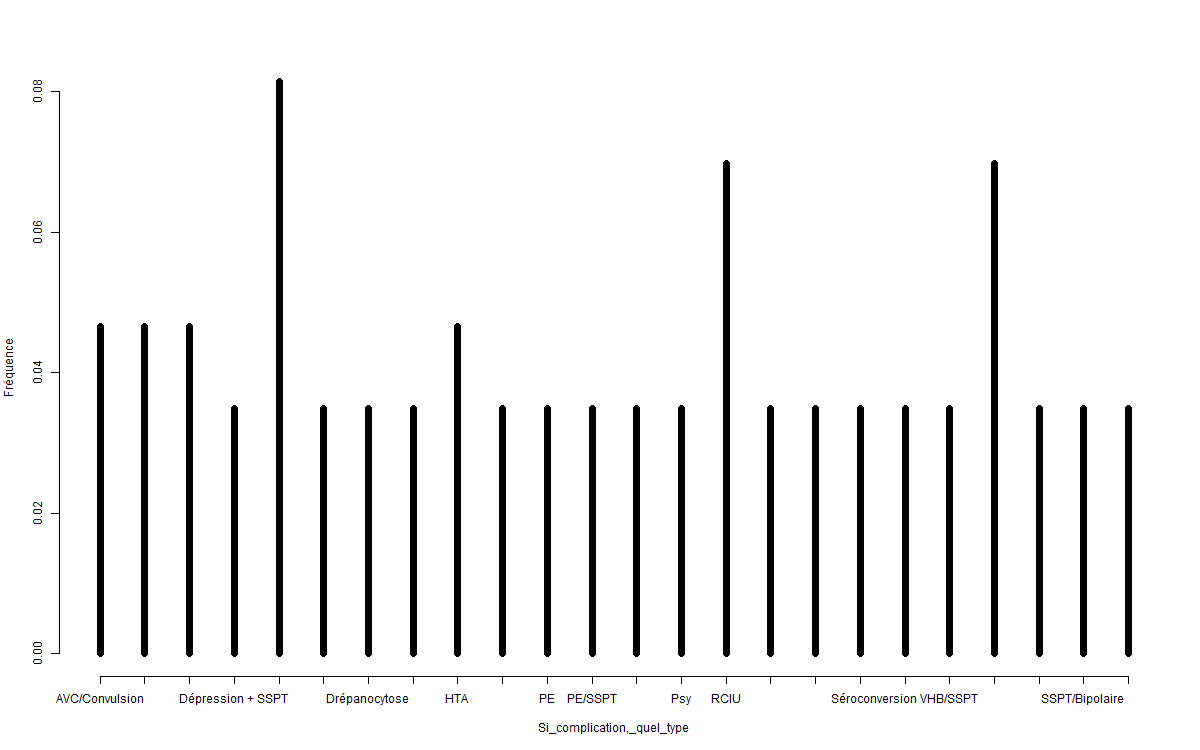 0.08
0.06
0.04
0.02
0.00
Fréquence
AVC/Convulsion Dépression + SSPT Drépanocytose HTA PE PE/SSPT Psy RCIU Séroconversion VHB/SSPT SSPT/Bipolaire
Si_complication,_quel_type